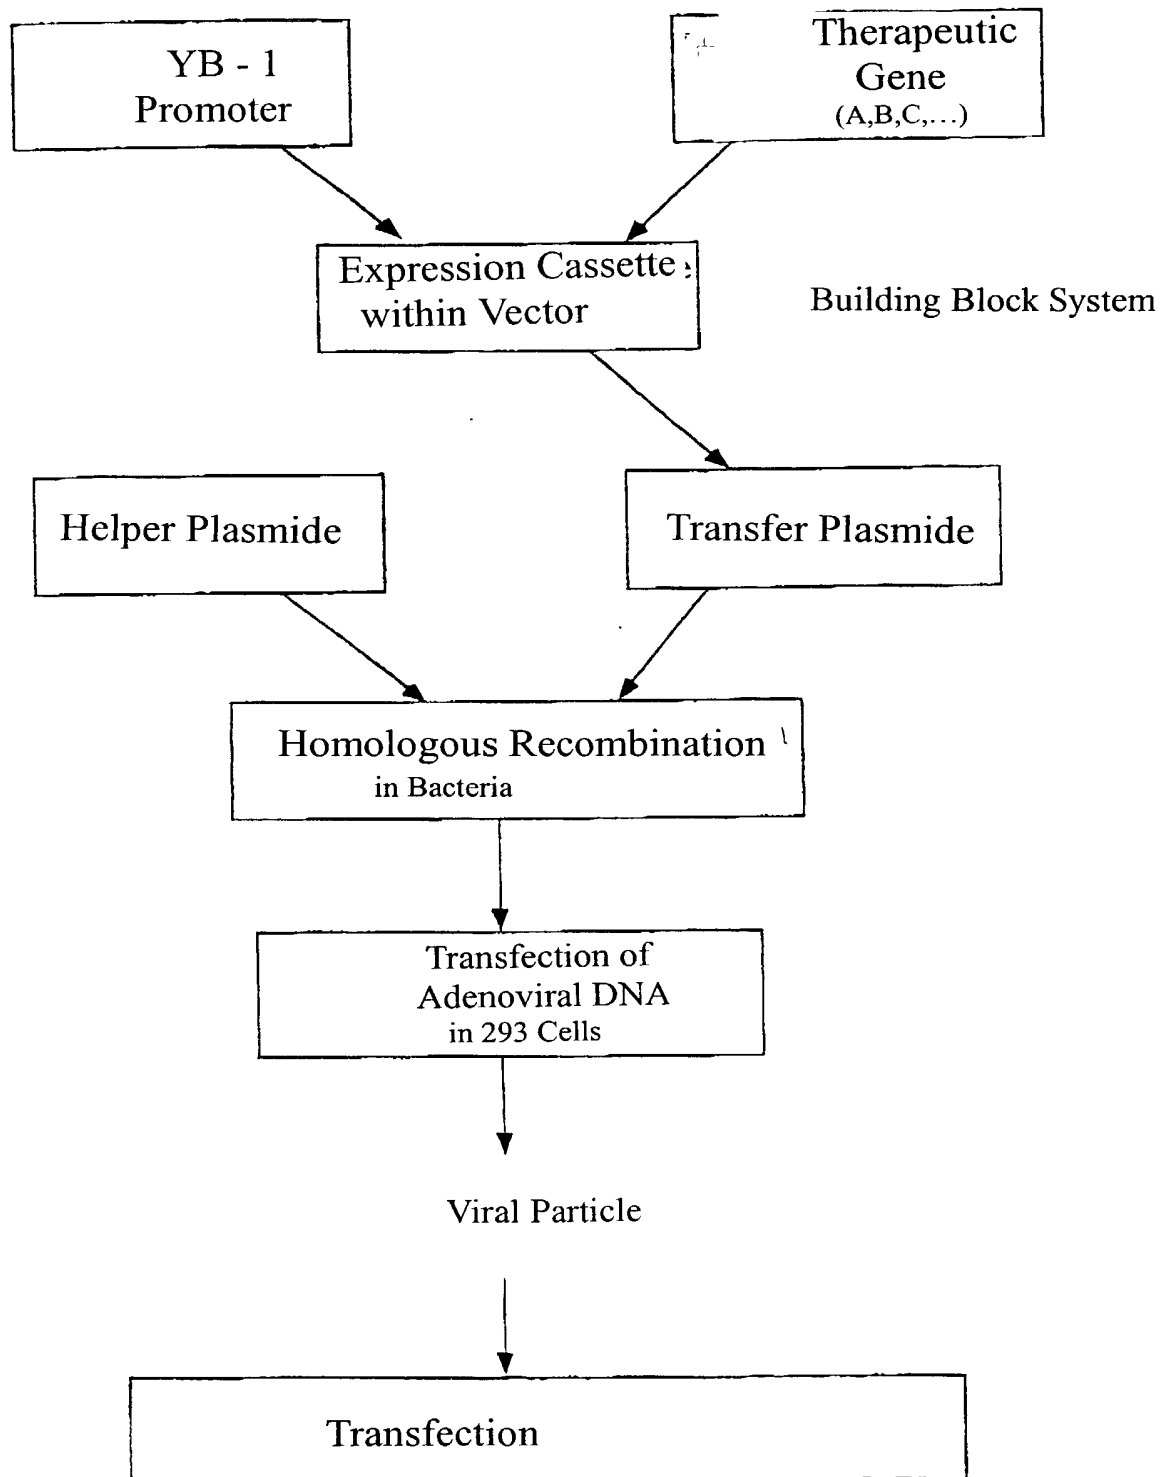 YB - 1
Promoter
Therapeutic
Gene
(A,B,C,...)
Expression Cassette
within Vector
Building Block System
Helper Plasmide
Transfer Plasmide
Homologous Recombination
in Bacteria
Transfection of
Adenoviral DNA
in 293 Cells
Viral Particle
Transfection